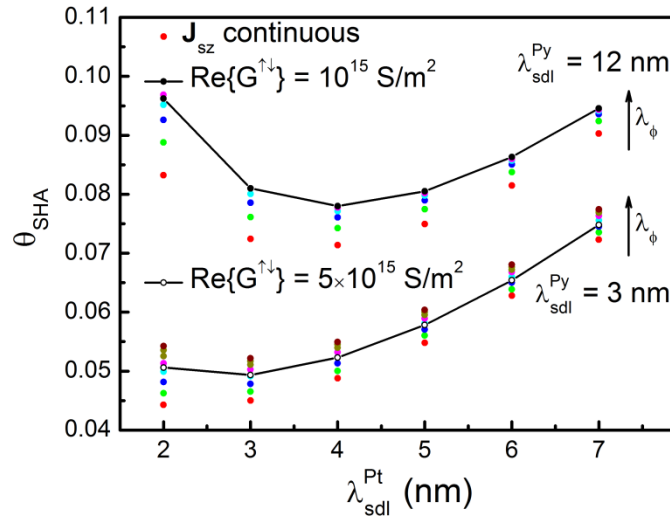 0.11
0.10
0.09
0.08
0.07
0.06
0.05
0.04
θ_SHA
J_sz continuous
Re{G^↑↓} = 10^15 S/m^2
λ_sdl^Py = 12 nm
λ_ϕ
λ_ϕ
Re{G^↑↓} = 5×10^15 S/m^2
λ_sdl^Py = 3 nm
2 3 4 5 6 7
λ_sdl^Pt (nm)